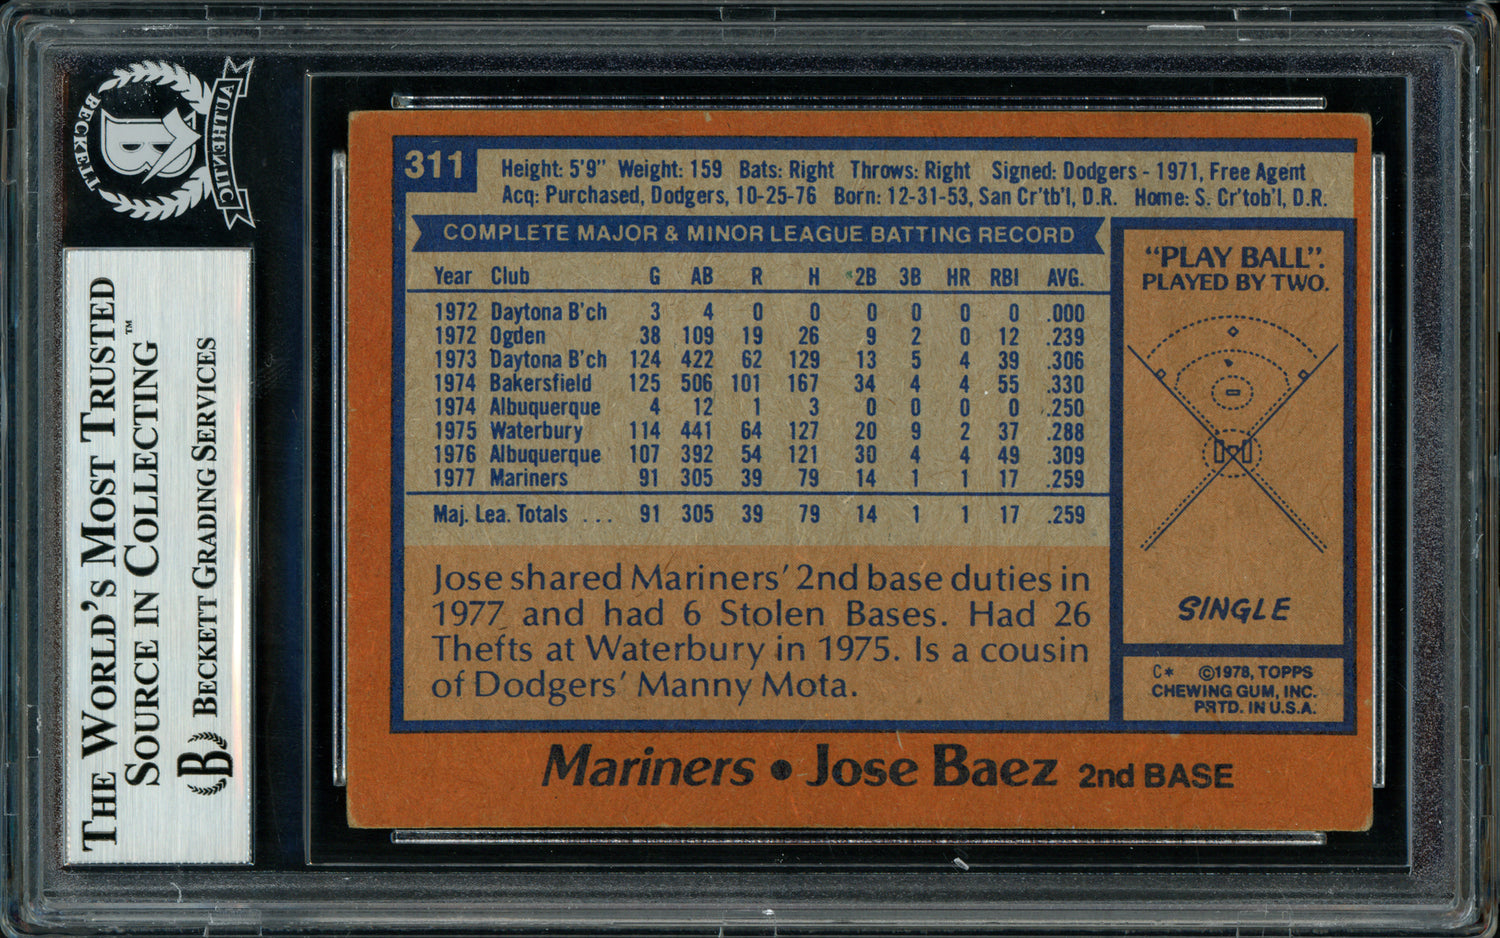 BECKETT
AUTHENTIC
B
THE WORLD'S MOST TRUSTED
SOURCE IN COLLECTING™
B BECKETT GRADING SERVICES
311
Height: 5'9" Weight: 159 Bats: Right Throws: Right Signed: Dodgers - 1971, Free Agent
Acq: Purchased, Dodgers, 10-25-76 Born: 12-31-53, San Cr'tb'l, D.R. Home: S. Cr'tob'l, D.R.
COMPLETE MAJOR & MINOR LEAGUE BATTING RECORD
Year Club G AB R H 2B 3B HR RBI AVG.
1972 Daytona B'ch 3 4 0 0 0 0 0 0 .000
1972 Ogden 38 109 19 26 9 2 0 12 .239
1973 Daytona B'ch 124 422 62 129 13 5 4 39 .306
1974 Bakersfield 125 506 101 167 34 4 4 55 .330
1974 Albuquerque 4 12 1 3 0 0 0 0 .250
1975 Waterbury 114 441 64 127 20 9 2 37 .288
1976 Albuquerque 107 392 54 121 30 4 4 49 .309
1977 Mariners 91 305 39 79 14 1 1 17 .259
Maj. Lea. Totals ... 91 305 39 79 14 1 1 17 .259
Jose shared Mariners' 2nd base duties in
1977 and had 6 Stolen Bases. Had 26
Thefts at Waterbury in 1975. Is a cousin
of Dodgers' Manny Mota.
"PLAY BALL".
PLAYED BY TWO.
SINGLE
C* ©1978, TOPPS
CHEWING GUM, INC.
PRTD. IN U.S.A.
Mariners • Jose Baez 2nd BASE